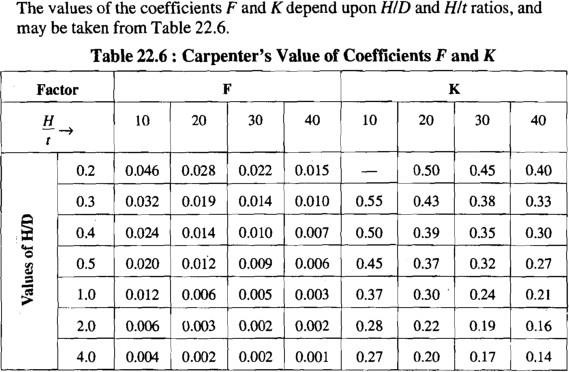 The values of the coefficients F and K depend upon H/D and H/t ratios, and
may be taken from Table 22.6.
Table 22.6 : Carpenter's Value of Coefficients F and K
Factor F K
H/t → 10 20 30 40 10 20 30 40
Values of H/D
0.2 0.046 0.028 0.022 0.015 — 0.50 0.45 0.40
0.3 0.032 0.019 0.014 0.010 0.55 0.43 0.38 0.33
0.4 0.024 0.014 0.010 0.007 0.50 0.39 0.35 0.30
0.5 0.020 0.012 0.009 0.006 0.45 0.37 0.32 0.27
1.0 0.012 0.006 0.005 0.003 0.37 0.30 0.24 0.21
2.0 0.006 0.003 0.002 0.002 0.28 0.22 0.19 0.16
4.0 0.004 0.002 0.002 0.001 0.27 0.20 0.17 0.14